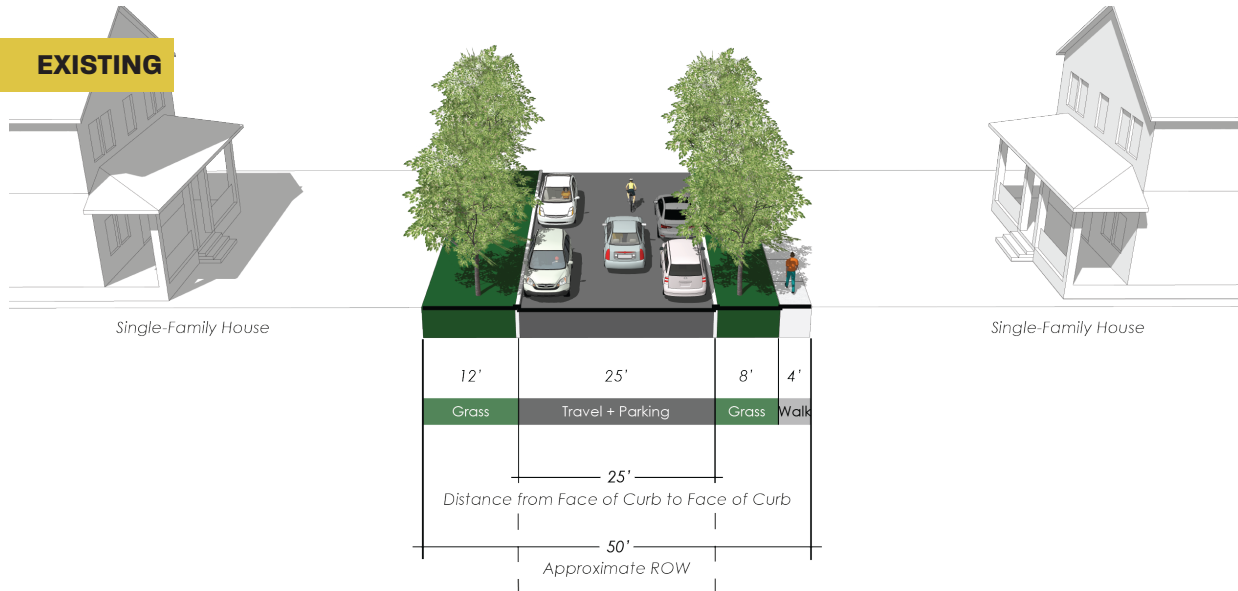 EXISTING
Single-Family House
Single-Family House
12’
25’
8’
4’
Grass
Travel + Parking
Grass
Walk
25’
Distance from Face of Curb to Face of Curb
50’
Approximate ROW